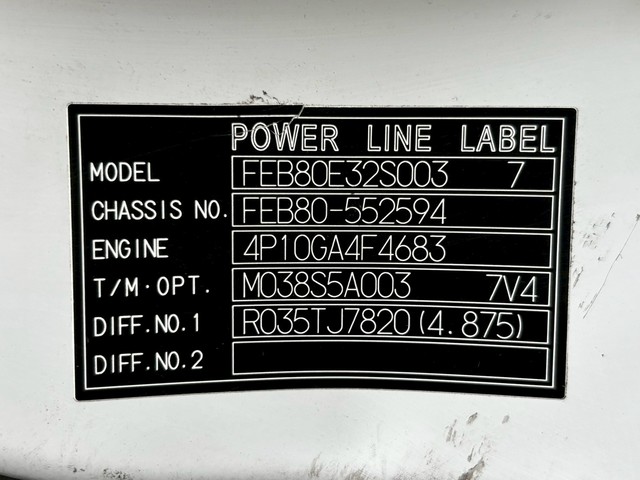 POWER LINE LABEL
MODEL FEB80E32S003 7
CHASSIS NO. FEB80-552594
ENGINE 4P10GA4F4683
T/M·OPT. M038S5A003 7V4
DIFF.NO.1 R035TJ7820(4.875)
DIFF.NO.2